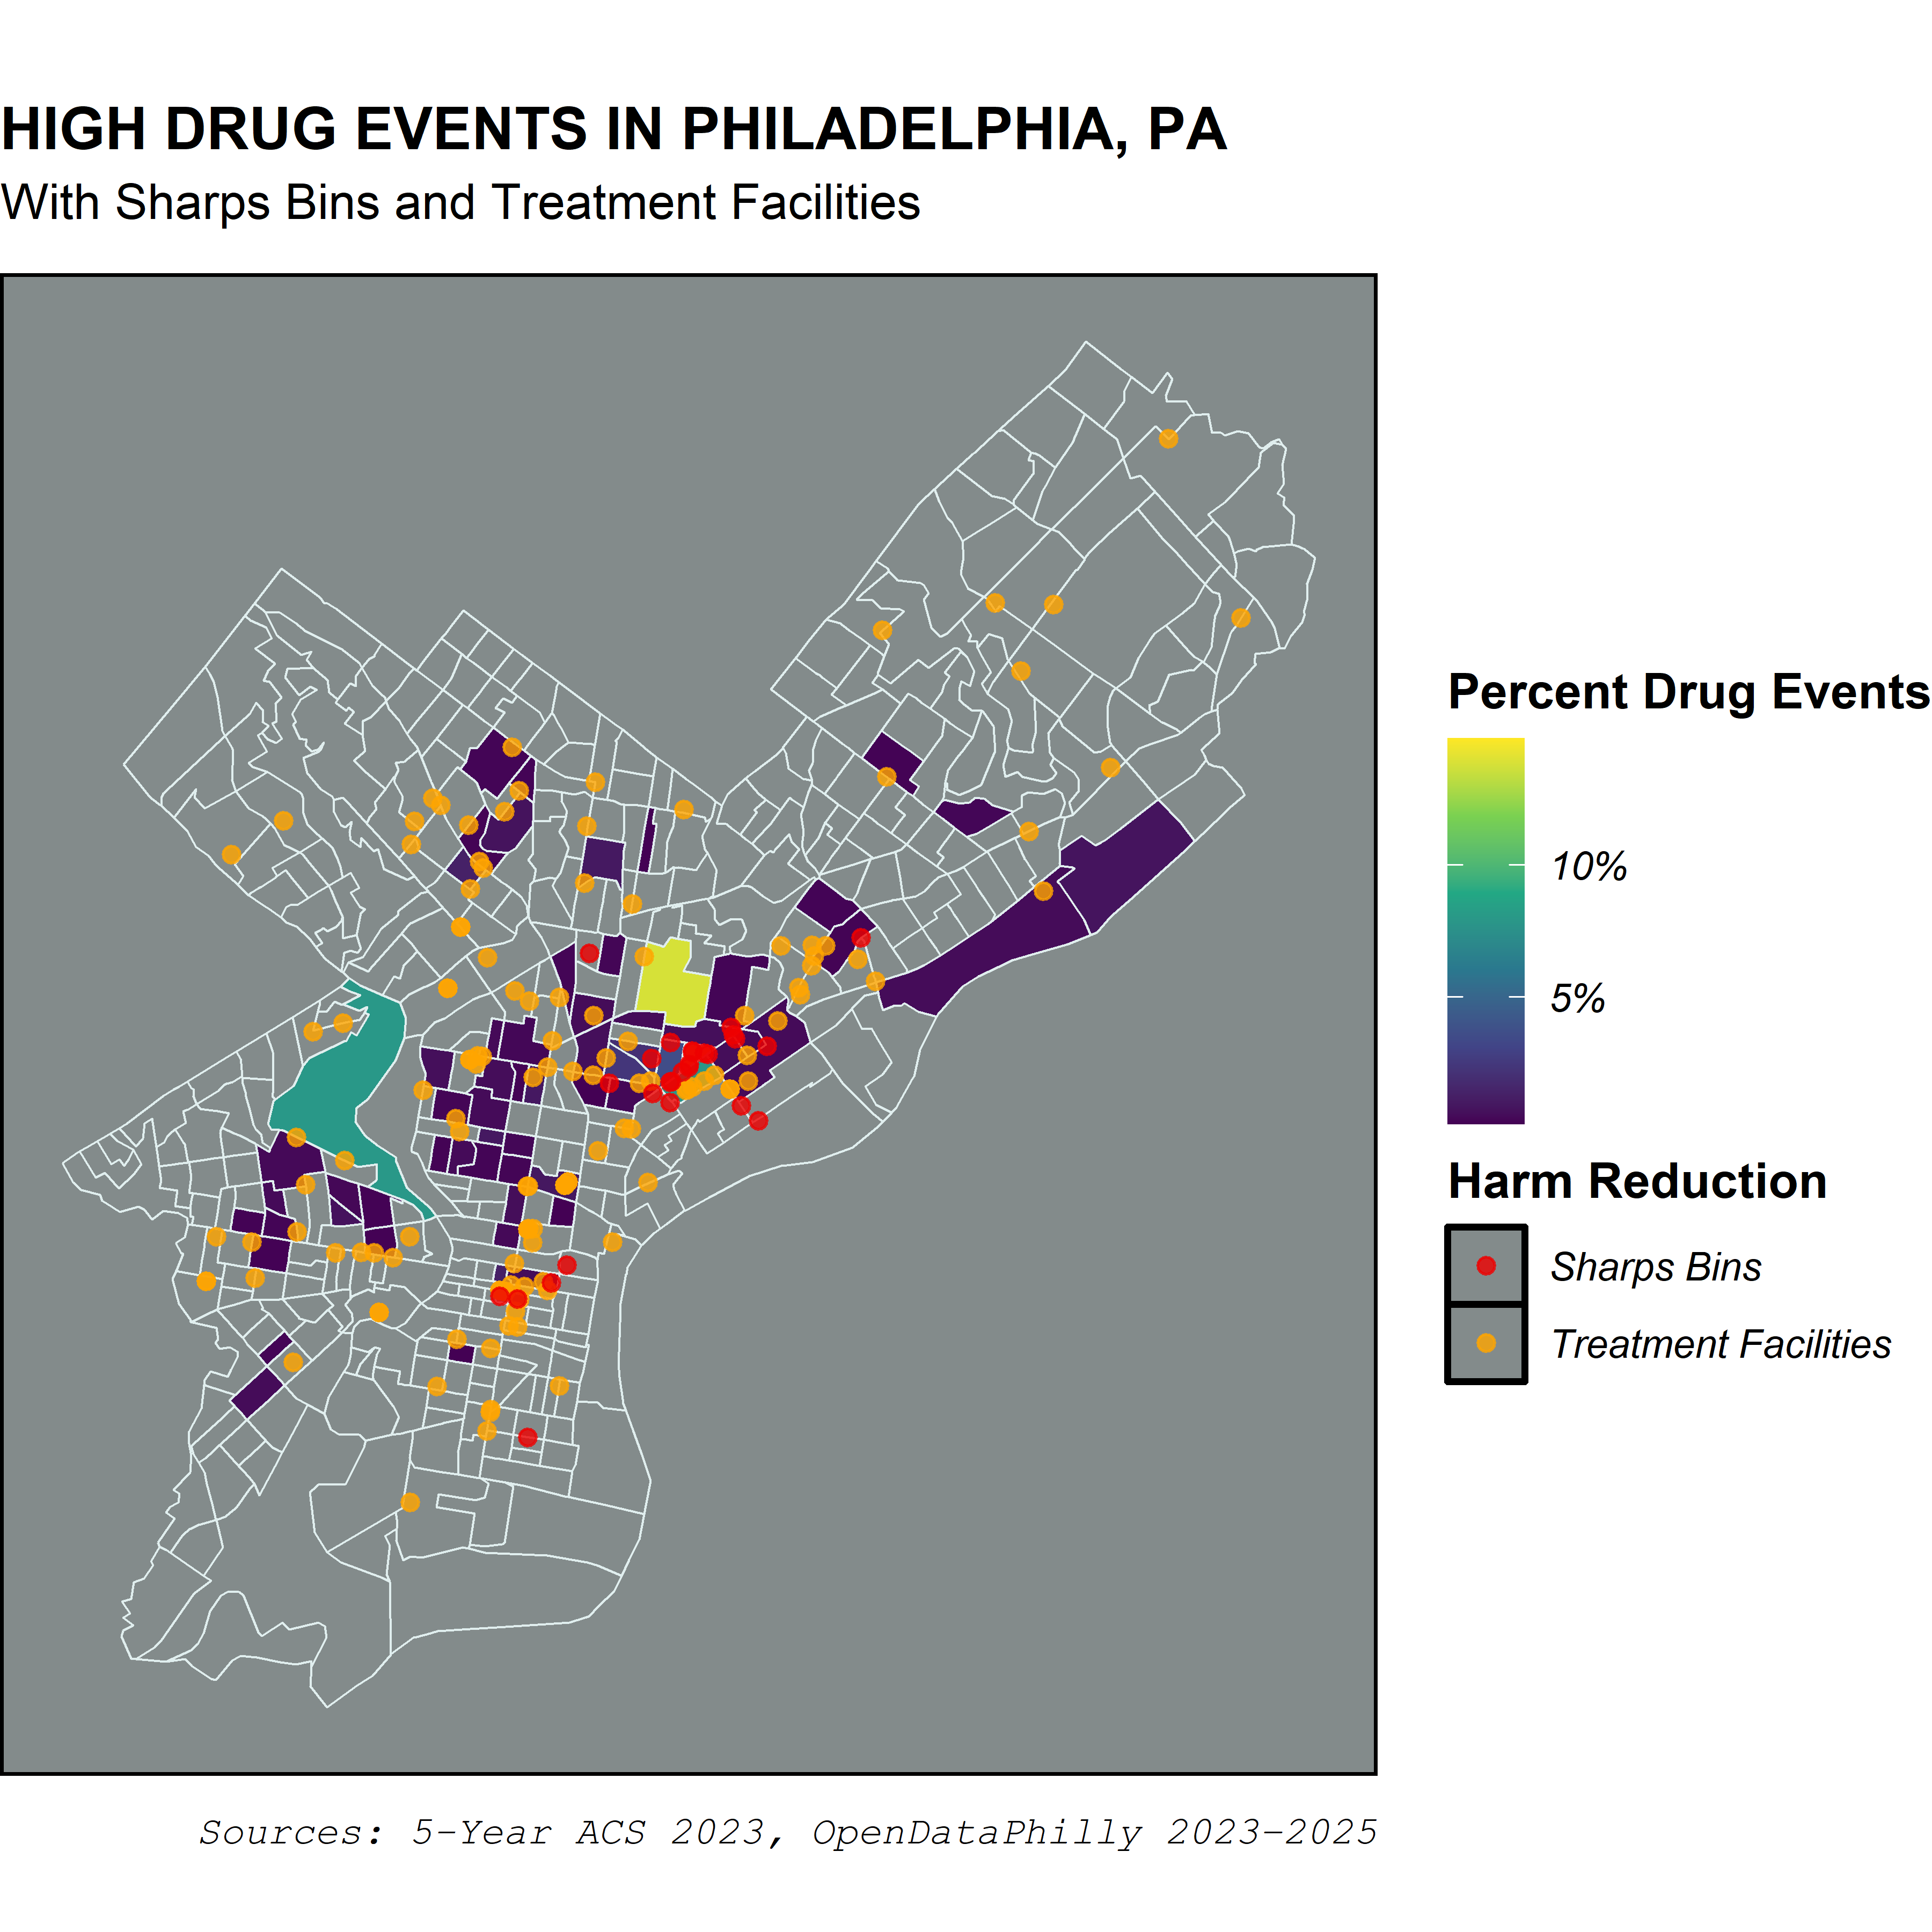 HIGH DRUG EVENTS IN PHILADELPHIA, PA
With Sharps Bins and Treatment Facilities
Percent Drug Events
10%
5%
Harm Reduction
Sharps Bins
Treatment Facilities
Sources: 5-Year ACS 2023, OpenDataPhilly 2023-2025